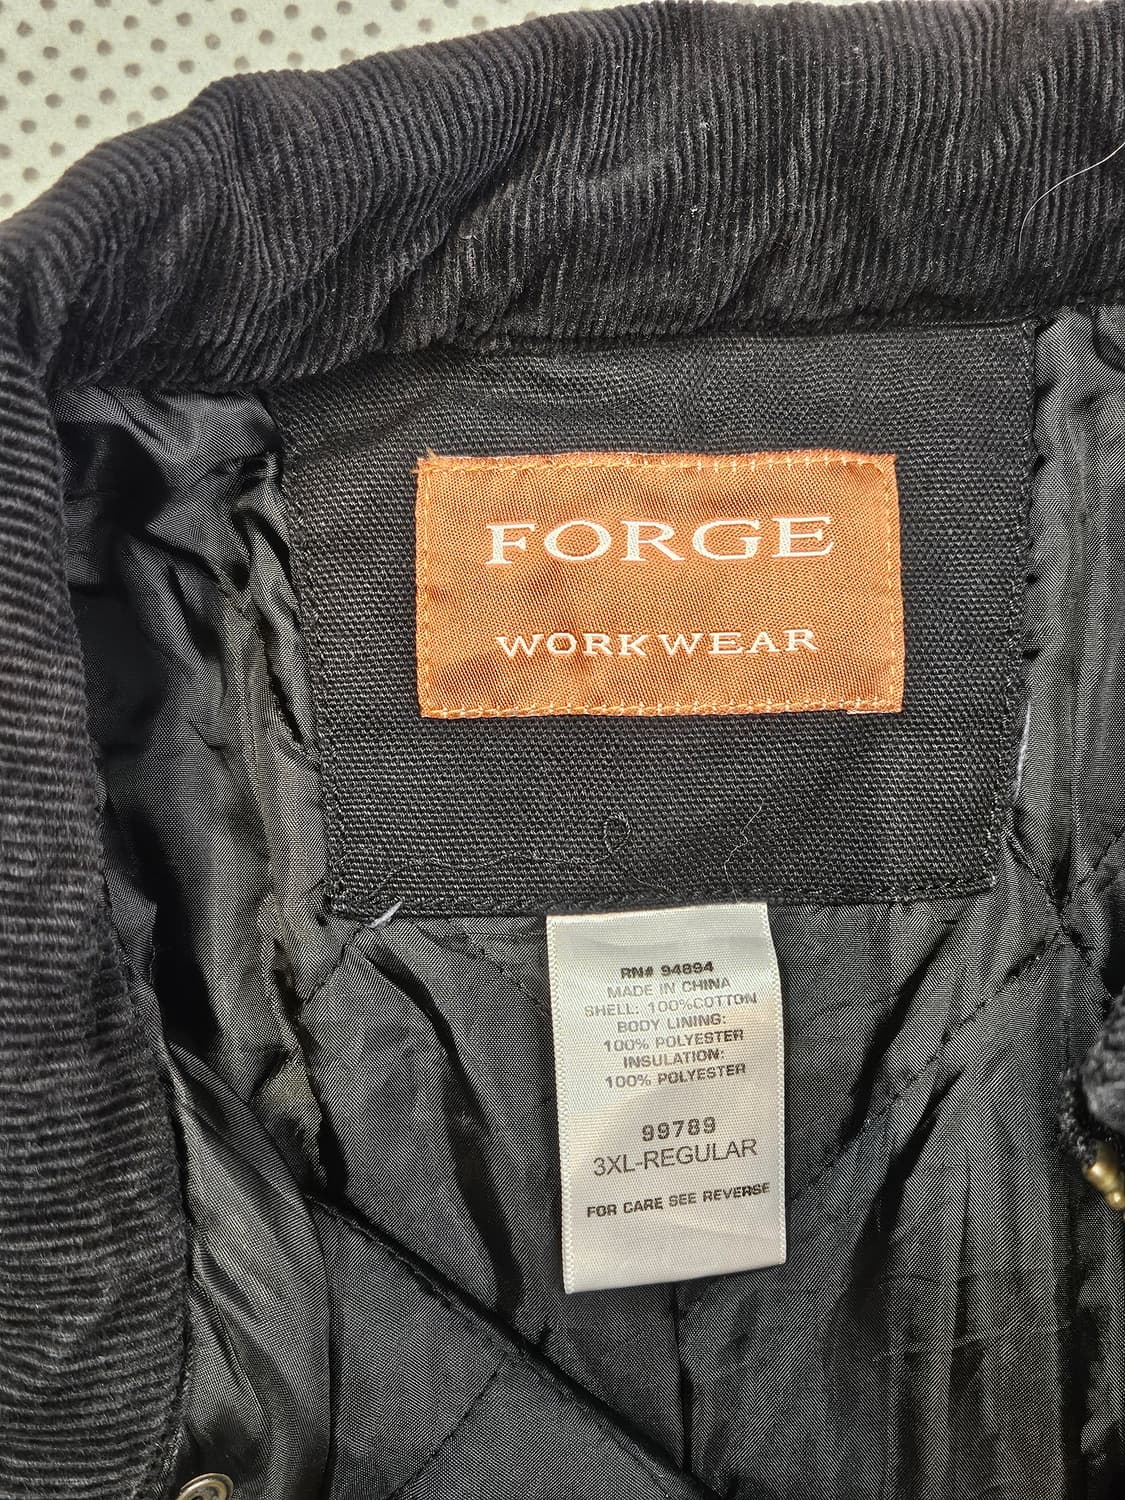 FORGE
WORKWEAR
RN# 94894
MADE IN CHINA
SHELL: 100%COTTON
BODY LINING:
100% POLYESTER
INSULATION:
100% POLYESTER
99789
3XL-REGULAR
FOR CARE SEE REVERSE